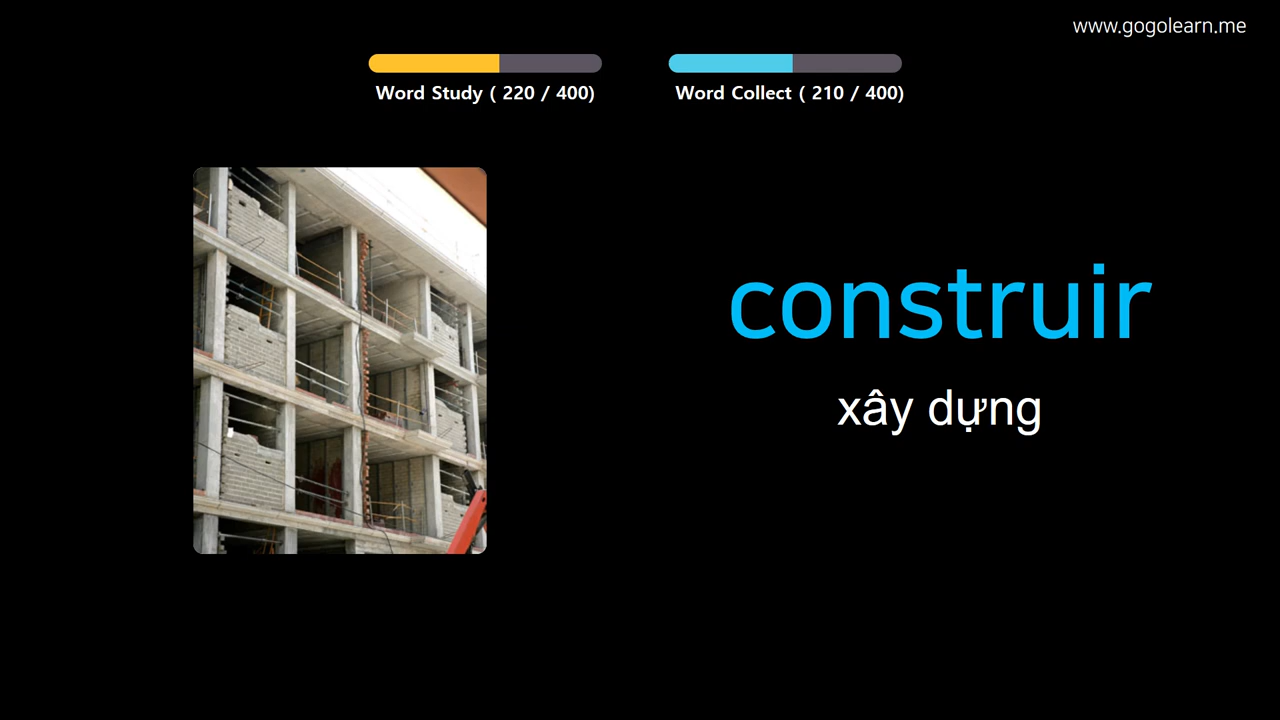 www.gogolearn.me
Word Study ( 220 / 400)
Word Collect ( 210 / 400)
construir
xây dựng